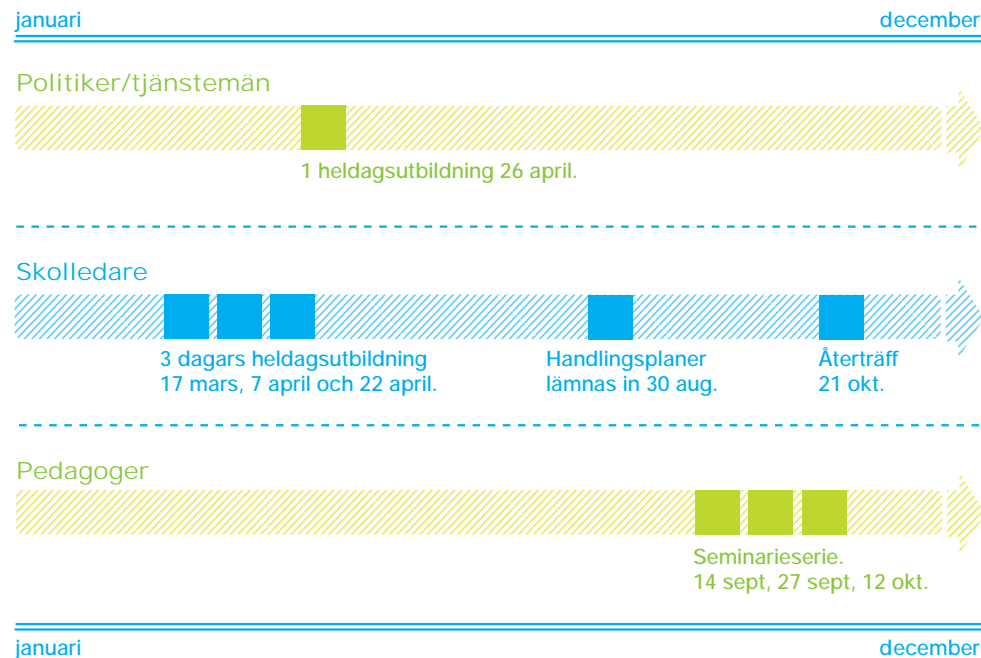 januari december
Politiker/tjänstemän
1 heldagsutbildning 26 april.
Skolledare
3 dagars heldagsutbildning
17 mars, 7 april och 22 april.
Handlingsplaner
lämnas in 30 aug.
Återträff
21 okt.
Pedagoger
Seminarieserie.
14 sept, 27 sept, 12 okt.
januari december